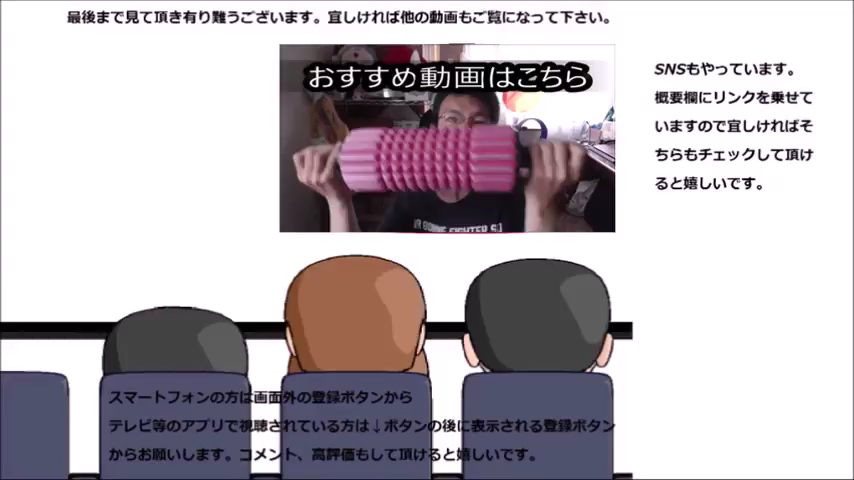 最後まで見て頂き有り難うございます。宜しければ他の動画もご覧になって下さい。
おすすめ動画はこちら
SNSもやっています。
概要欄にリンクを乗せて
いますので宜しければそ
ちらもチェックして頂け
ると嬉しいです。
スマートフォンの方は画面外の登録ボタンから
テレビ等のアプリで視聴されている方は↓ボタンの後に表示される登録ボタン
からお願いします。コメント、高評価もして頂けると嬉しいです。